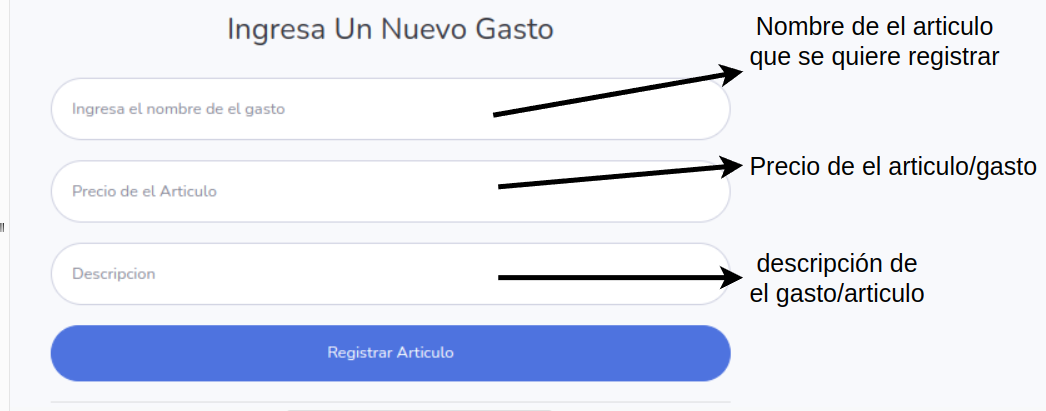 Ingresa Un Nuevo Gasto
Nombre de el articulo
que se quiere registrar
Ingresa el nombre de el gasto
Precio de el articulo/gasto
Precio de el Articulo
descripción de
el gasto/articulo
Descripcion
Registrar Articulo